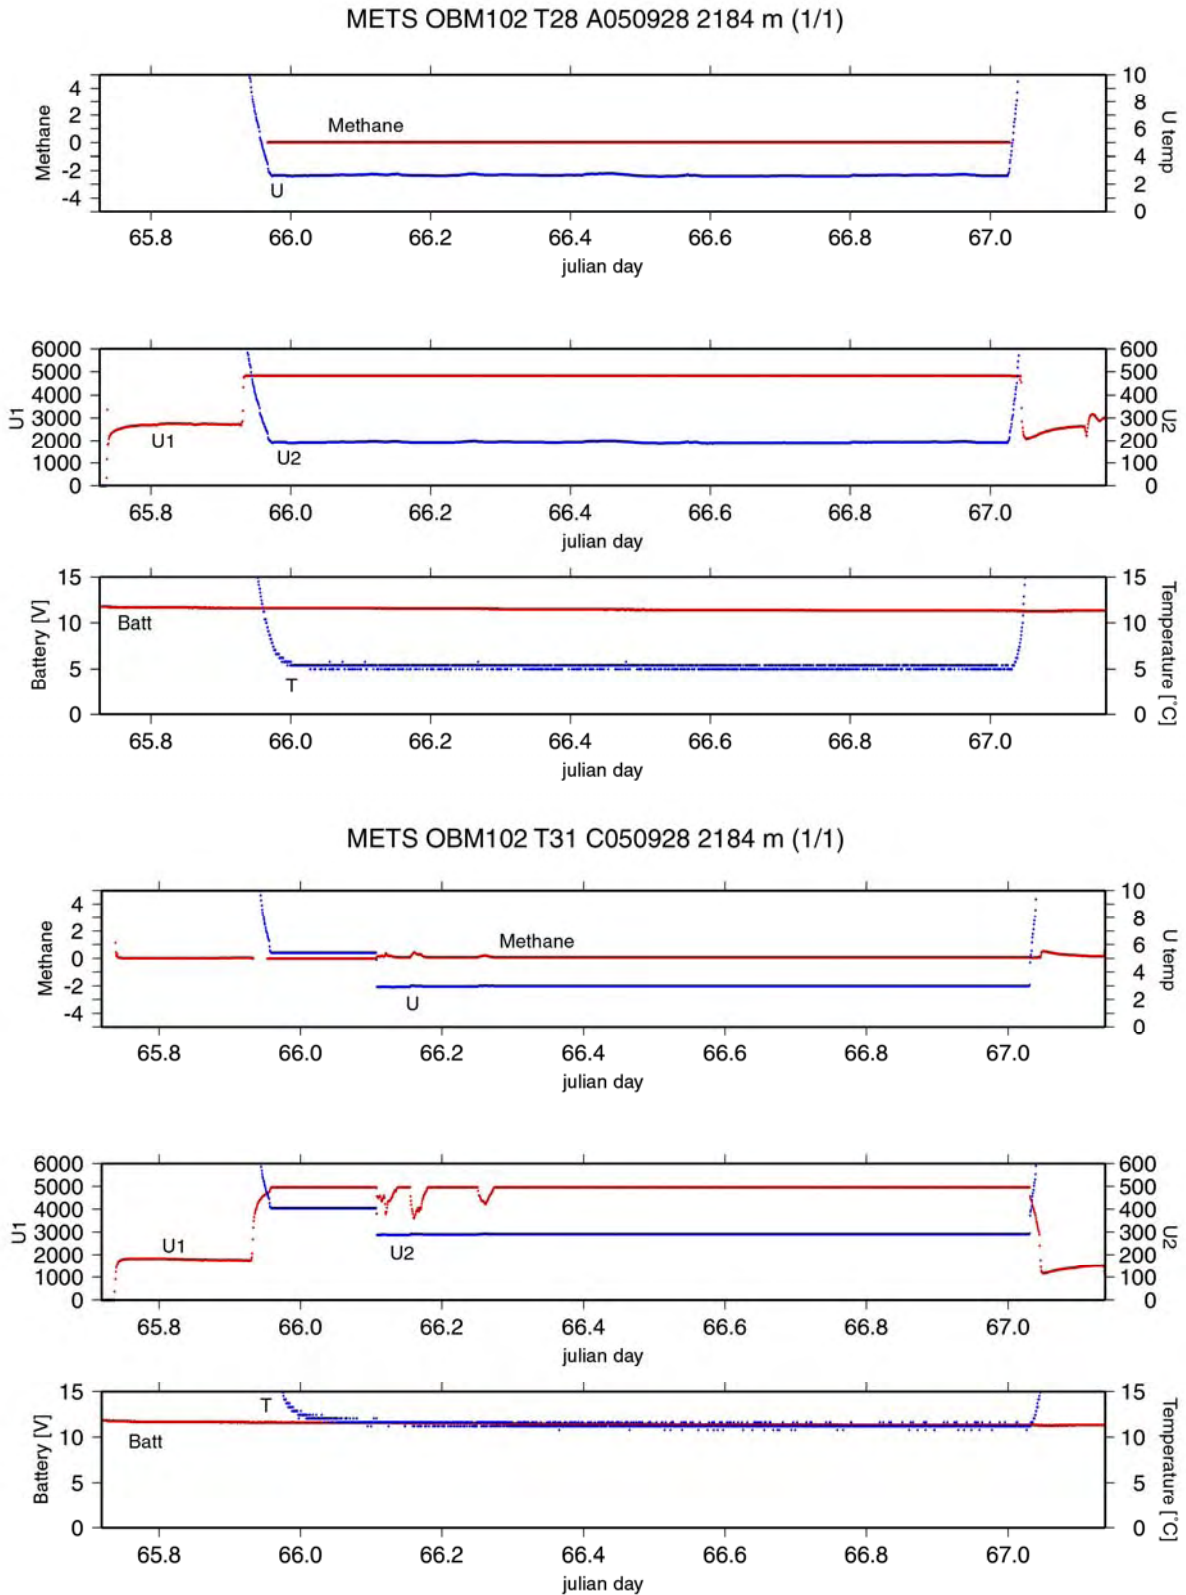 METS OBM102 T28 A050928 2184 m (1/1)
4
2
0
-2
-4
Methane
Methane
U
10
8
6
4
2
0
U temp
65.8 66.0 66.2 66.4 66.6 66.8 67.0
julian day
6000
5000
4000
3000
2000
1000
0
U1
U1
U2
600
500
400
300
200
100
0
U2
65.8 66.0 66.2 66.4 66.6 66.8 67.0
julian day
15
10
5
0
Battery [V]
Batt
T
15
10
5
0
Temperature [°C]
65.8 66.0 66.2 66.4 66.6 66.8 67.0
julian day
METS OBM102 T31 C050928 2184 m (1/1)
4
2
0
-2
-4
Methane
Methane
U
10
8
6
4
2
0
U temp
65.8 66.0 66.2 66.4 66.6 66.8 67.0
julian day
6000
5000
4000
3000
2000
1000
0
U1
U1
U2
600
500
400
300
200
100
0
U2
65.8 66.0 66.2 66.4 66.6 66.8 67.0
julian day
15
10
5
0
Battery [V]
T
Batt
15
10
5
0
Temperature [°C]
65.8 66.0 66.2 66.4 66.6 66.8 67.0
julian day